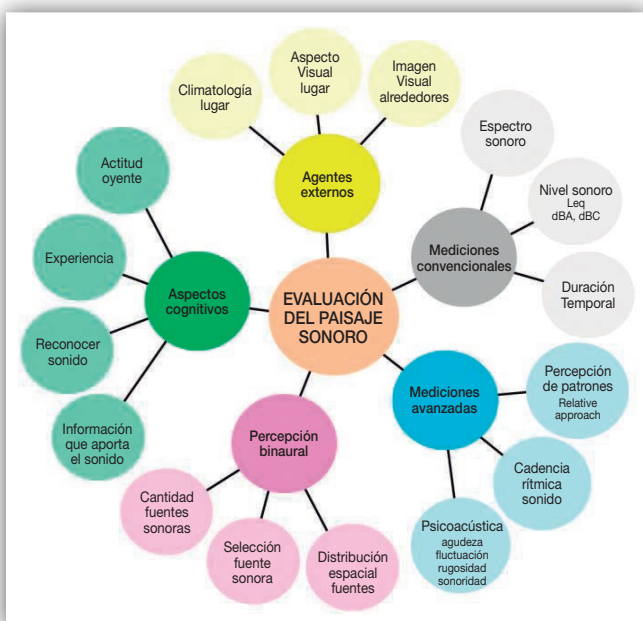 Climatología
lugar
Aspecto
Visual
lugar
Imagen
Visual
alrededores
Agentes
externos
Espectro
sonoro
Nivel sonoro
Leq
dBA, dBC
Duración
Temporal
Mediciones
convencionales
Actitud
oyente
Experiencia
Reconocer
sonido
Información
que aporta
el sonido
Aspectos
cognitivos
EVALUACIÓN
DEL PAISAJE
SONORO
Mediciones
avanzadas
Percepción
de patrones
Relative
approach
Cadencia
rítmica
sonido
Psicoacústica
agudeza
fluctuación
rugosidad
sonoridad
Percepción
binaural
Cantidad
fuentes
sonoras
Selección
fuente
sonora
Distribución
espacial
fuentes